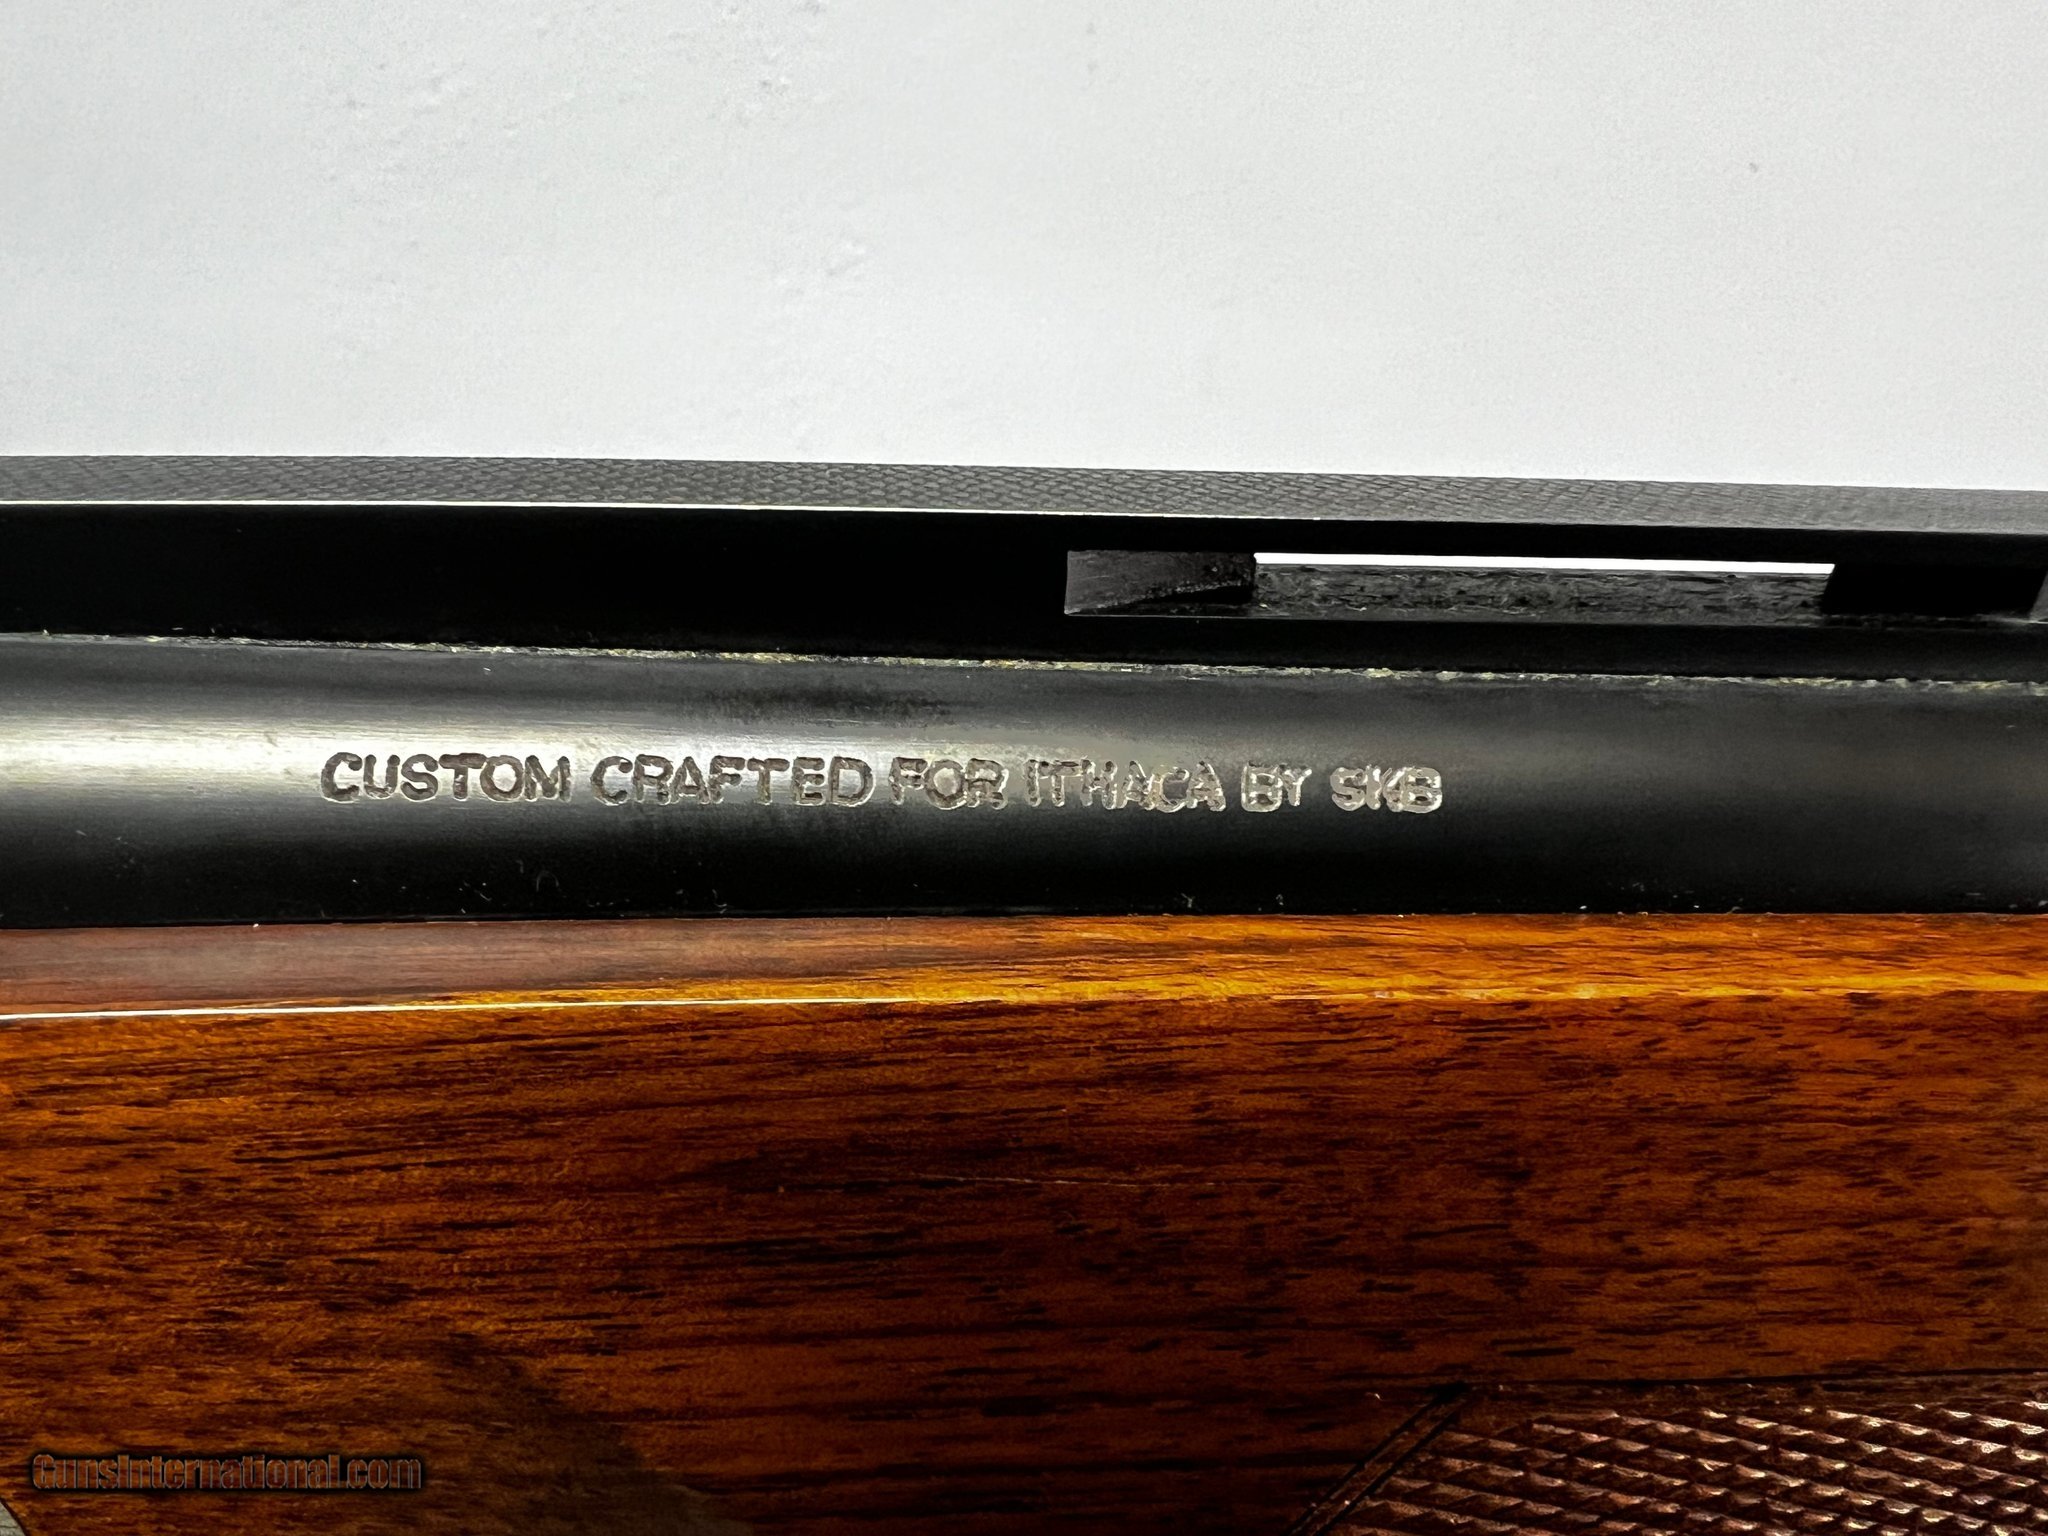 CUSTOM CRAFTED FOR ITHACA BY SKB
GunsInternational.com